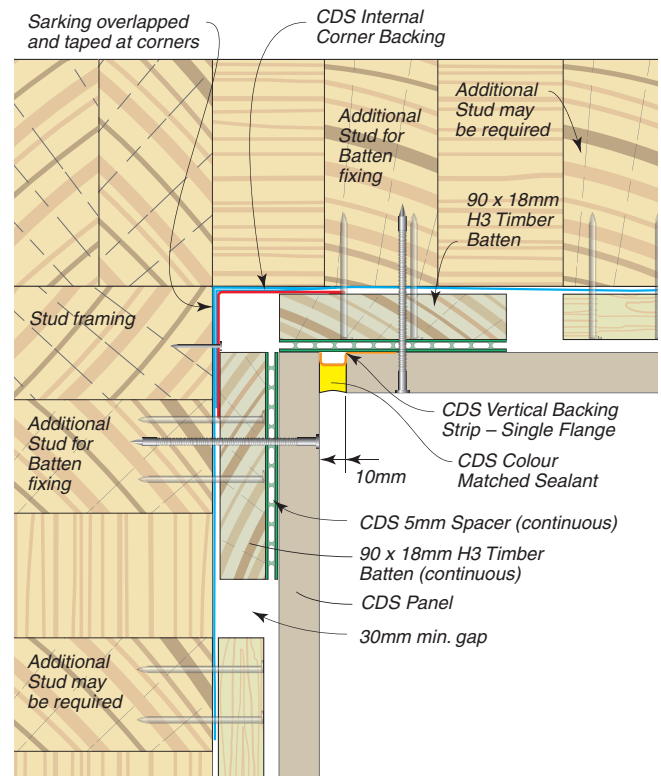 Sarking overlapped
and taped at corners
CDS Internal
Corner Backing
Additional
Stud for
Batten
fixing
Additional
Stud may
be required
90 x 18mm
H3 Timber
Batten
Stud framing
Additional
Stud for
Batten
fixing
CDS Vertical Backing
Strip – Single Flange
10mm
CDS Colour
Matched Sealant
CDS 5mm Spacer (continuous)
90 x 18mm H3 Timber
Batten (continuous)
CDS Panel
30mm min. gap
Additional
Stud may
be required